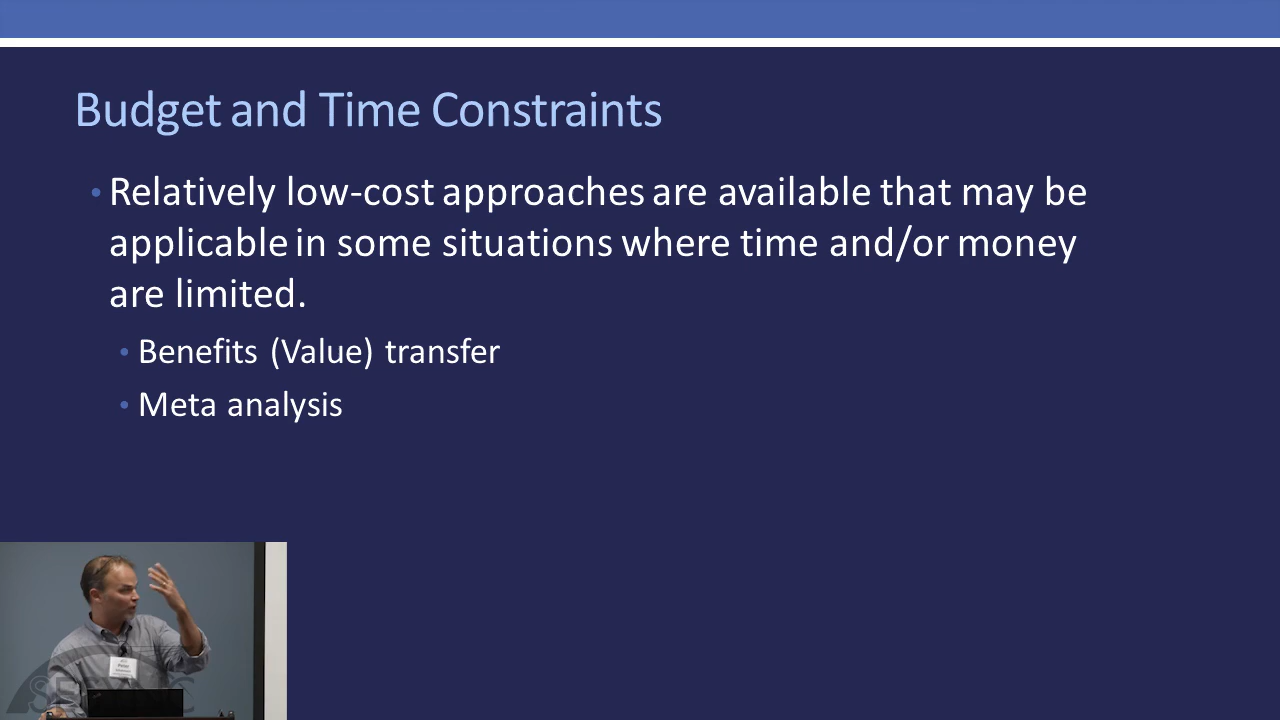 Budget and Time Constraints
• Relatively low-cost approaches are available that may be
applicable in some situations where time and/or money
are limited.
• Benefits (Value) transfer
• Meta analysis